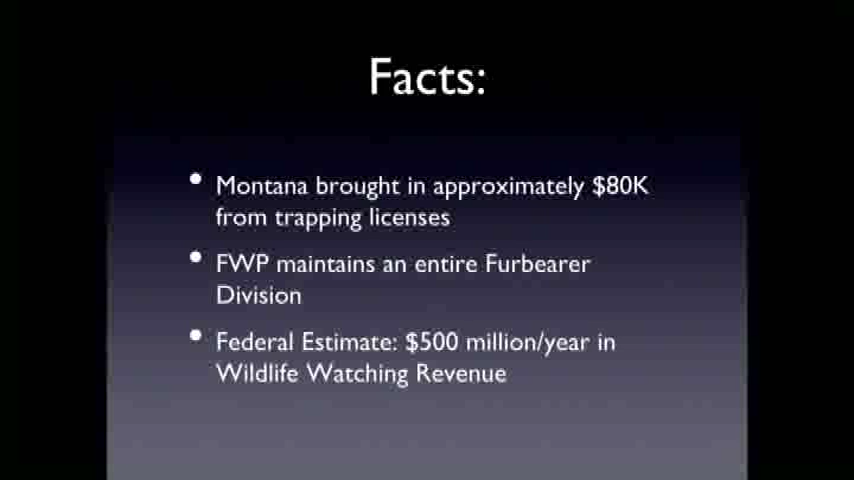 Facts:
• Montana brought in approximately $80K
from trapping licenses
• FWP maintains an entire Furbearer
Division
• Federal Estimate: $500 million/year in
Wildlife Watching Revenue